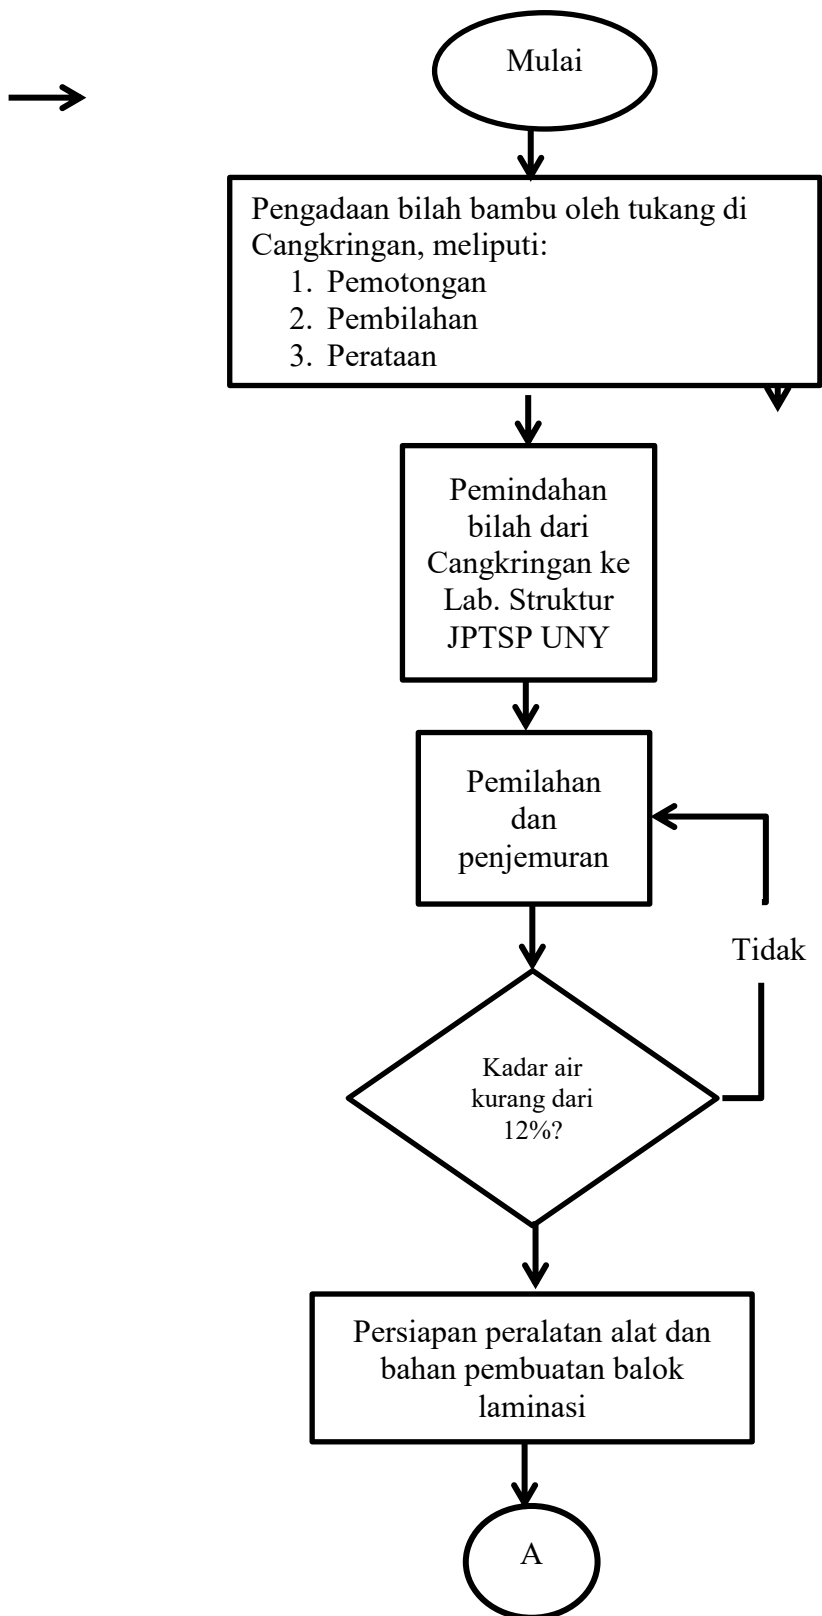 Mulai
Pengadaan bilah bambu oleh tukang di
Cangkringan, meliputi:
1. Pemotongan
2. Pembilahan
3. Perataan
Pemindahan
bilah dari
Cangkringan ke
Lab. Struktur
JPTSP UNY
Pemilahan
dan
penjemuran
Tidak
Kadar air
kurang dari
12%?
Persiapan peralatan alat dan
bahan pembuatan balok
laminasi
A